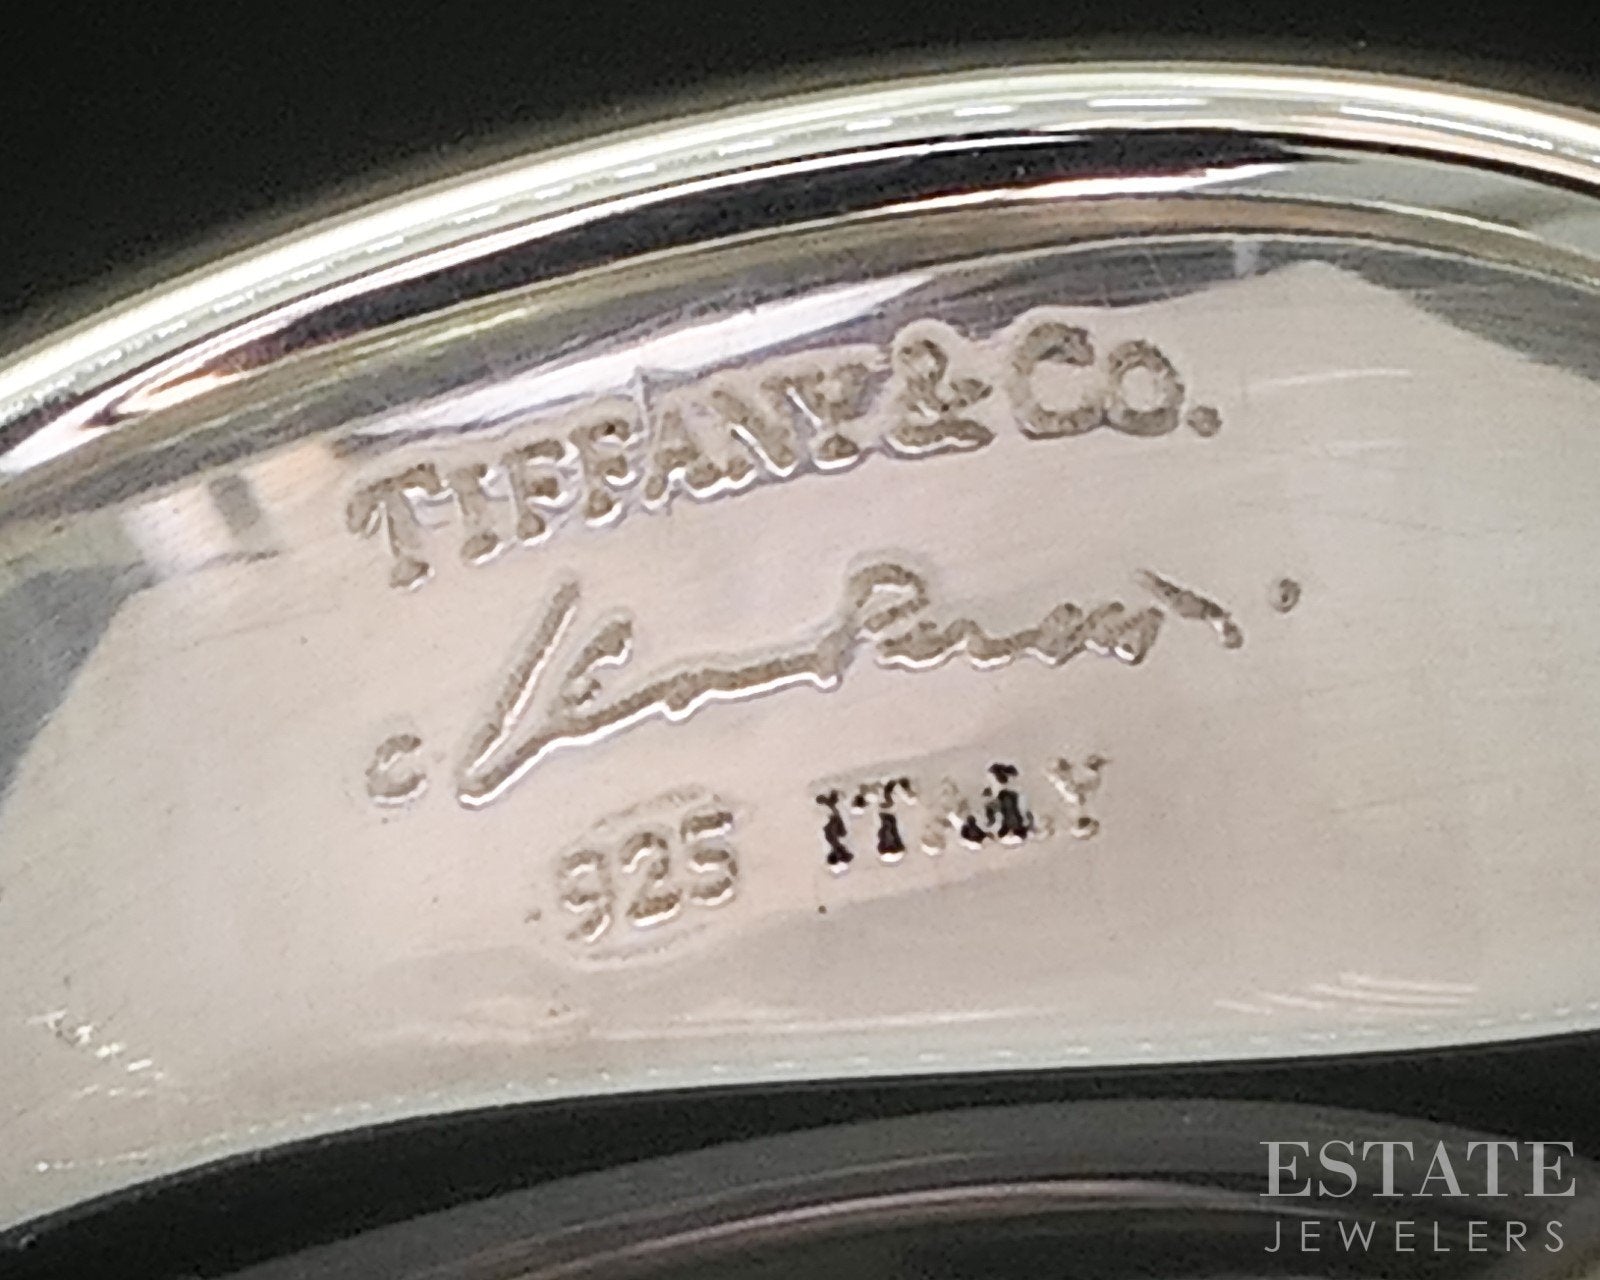 TIFFANY & CO.
© Elsa Peretti
925 ITALY
ESTATE
JEWELERS